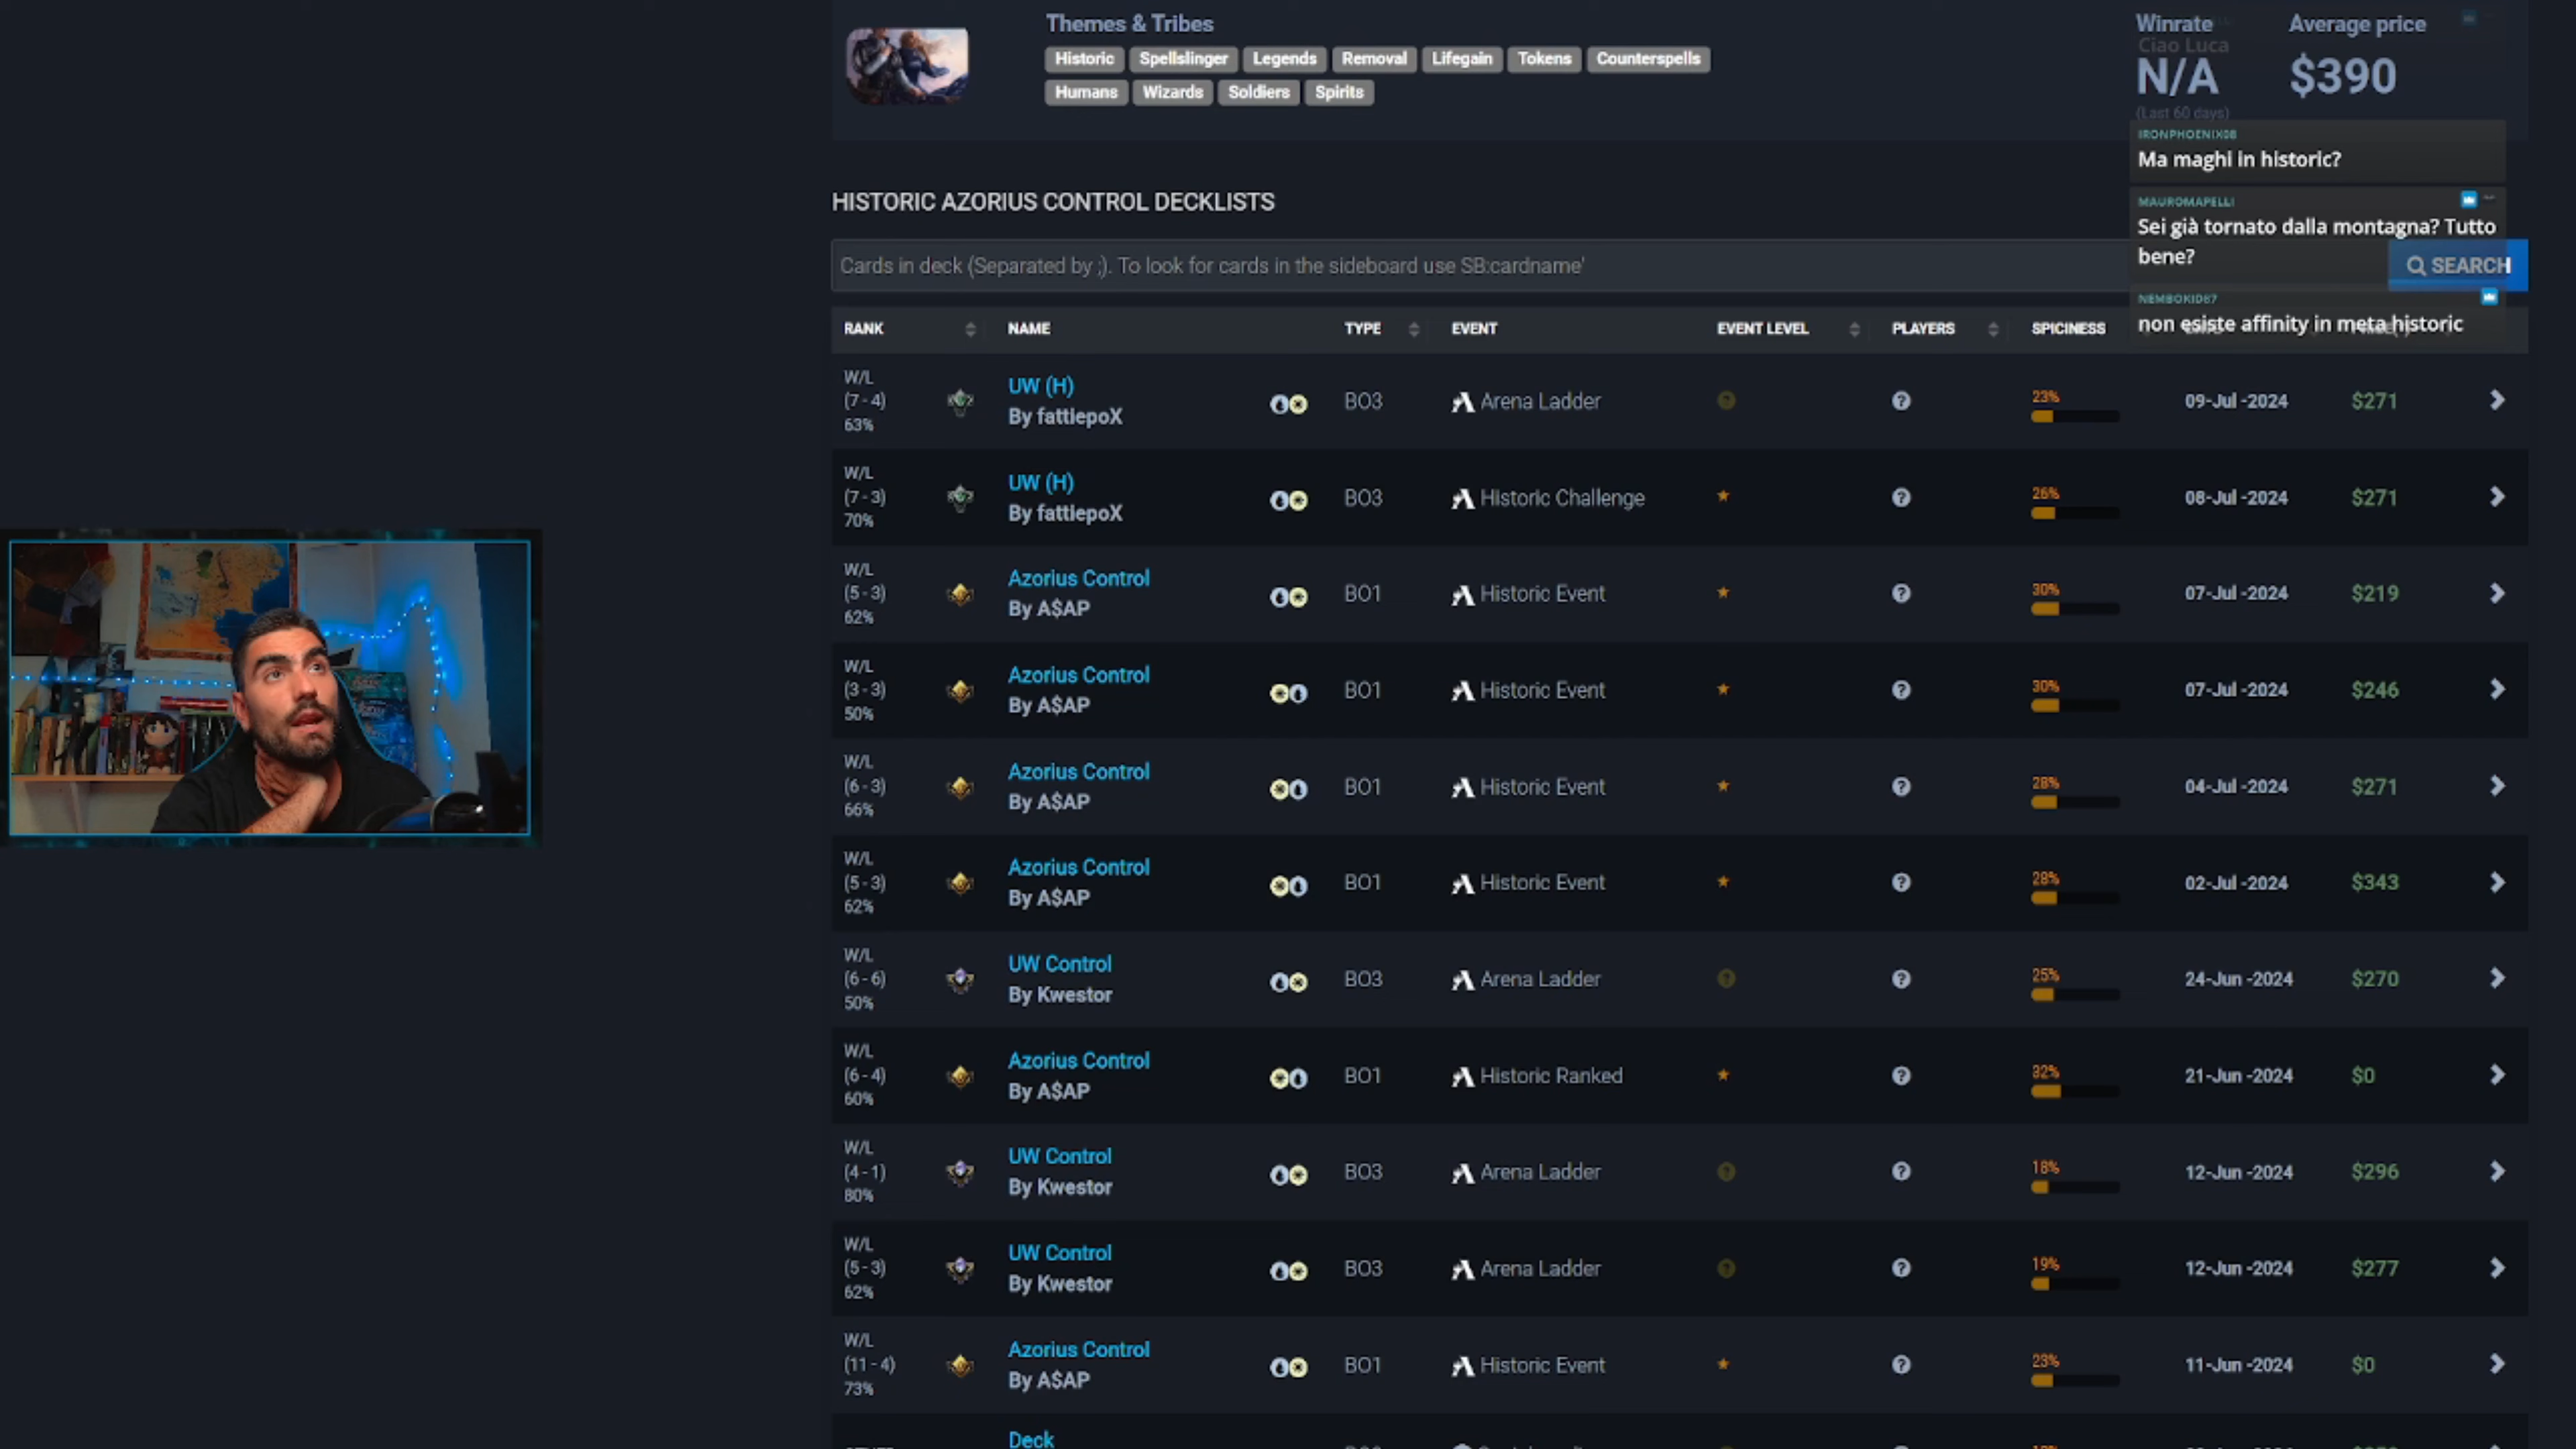 Themes & Tribes
Historic Spellslinger Legends Removal Lifegain Tokens Counterspells
Humans Wizards Soldiers Spirits
Winrate Average price
Ciao Luca
N/A $390
(Last 60 days)
IRONPHOENIX08
Ma maghi in historic?
MAUROMAPELLI
Sei già tornato dalla montagna? Tutto
bene?
NEMBOKID87
non esiste affinity in meta historic
HISTORIC AZORIUS CONTROL DECKLISTS
Cards in deck (Separated by ;). To look for cards in the sideboard use SB:cardname'
SEARCH
RANK NAME TYPE EVENT EVENT LEVEL PLAYERS SPICINESS
W/L
(7 - 4)
63%
UW (H)
By fattiepoX
BO3 Arena Ladder 23% 09-Jul -2024 $271
W/L
(7 - 3)
70%
UW (H)
By fattiepoX
BO3 Historic Challenge 26% 08-Jul -2024 $271
W/L
(5 - 3)
62%
Azorius Control
By A$AP
BO1 Historic Event 30% 07-Jul -2024 $219
W/L
(3 - 3)
50%
Azorius Control
By A$AP
BO1 Historic Event 30% 07-Jul -2024 $246
W/L
(6 - 3)
66%
Azorius Control
By A$AP
BO1 Historic Event 28% 04-Jul -2024 $271
W/L
(5 - 3)
62%
Azorius Control
By A$AP
BO1 Historic Event 28% 02-Jul -2024 $343
W/L
(6 - 6)
50%
UW Control
By Kwestor
BO3 Arena Ladder 25% 24-Jun -2024 $270
W/L
(6 - 4)
60%
Azorius Control
By A$AP
BO1 Historic Ranked 32% 21-Jun -2024 $0
W/L
(4 - 1)
80%
UW Control
By Kwestor
BO3 Arena Ladder 18% 12-Jun -2024 $296
W/L
(5 - 3)
62%
UW Control
By Kwestor
BO3 Arena Ladder 19% 12-Jun -2024 $277
W/L
(11 - 4)
73%
Azorius Control
By A$AP
BO1 Historic Event 23% 11-Jun -2024 $0
Deck